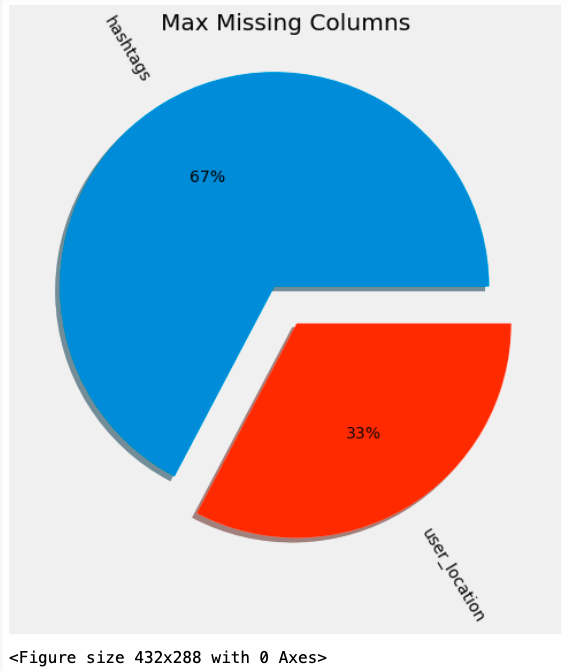 Max Missing Columns
hashtags
67%
33%
user_location
<Figure size 432x288 with 0 Axes>